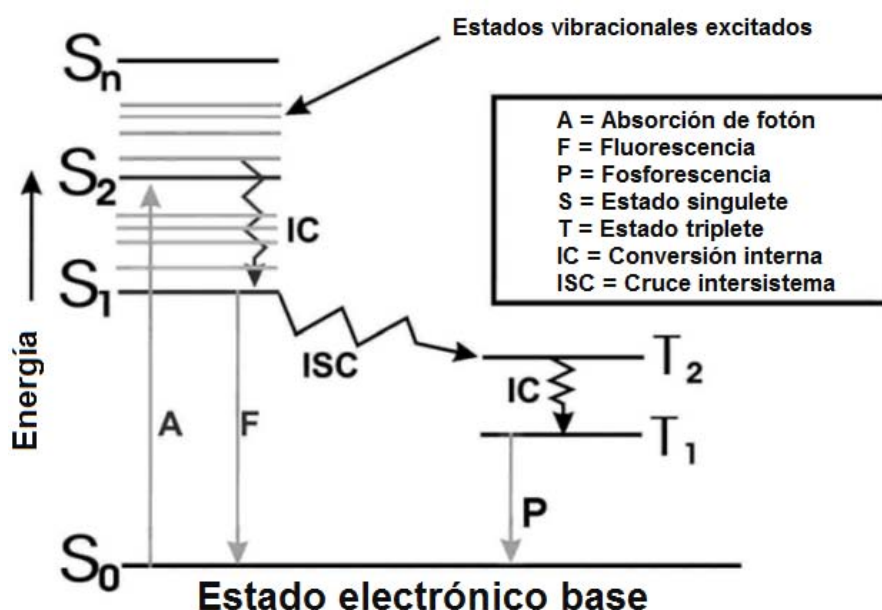 Estados vibracionales excitados
Sn
A = Absorción de fotón
F = Fluorescencia
P = Fosforescencia
S = Estado singulete
T = Estado triplete
IC = Conversión interna
ISC = Cruce intersistema
S2
IC
S1
Energía
ISC
T2
IC
T1
A
F
P
S0
Estado electrónico base